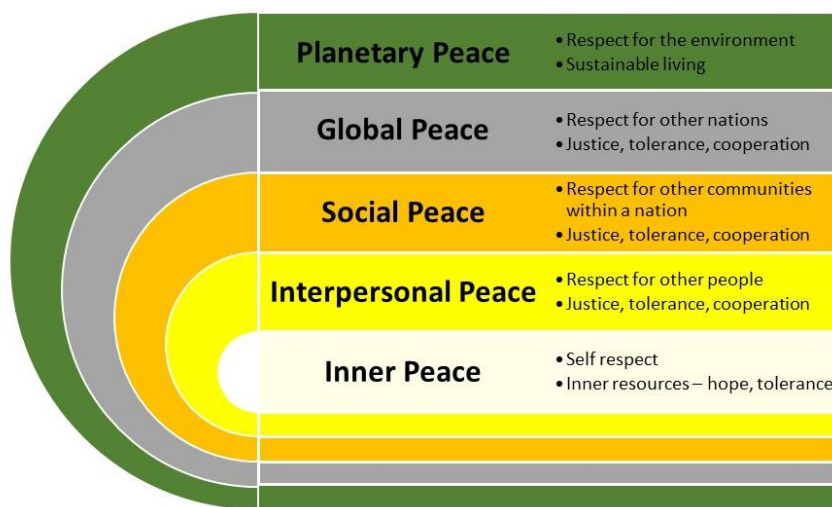 Planetary Peace
• Respect for the environment
• Sustainable living
Global Peace
• Respect for other nations
• Justice, tolerance, cooperation
Social Peace
• Respect for other communities
within a nation
• Justice, tolerance, cooperation
Interpersonal Peace
• Respect for other people
• Justice, tolerance, cooperation
Inner Peace
• Self respect
• Inner resources – hope, tolerance